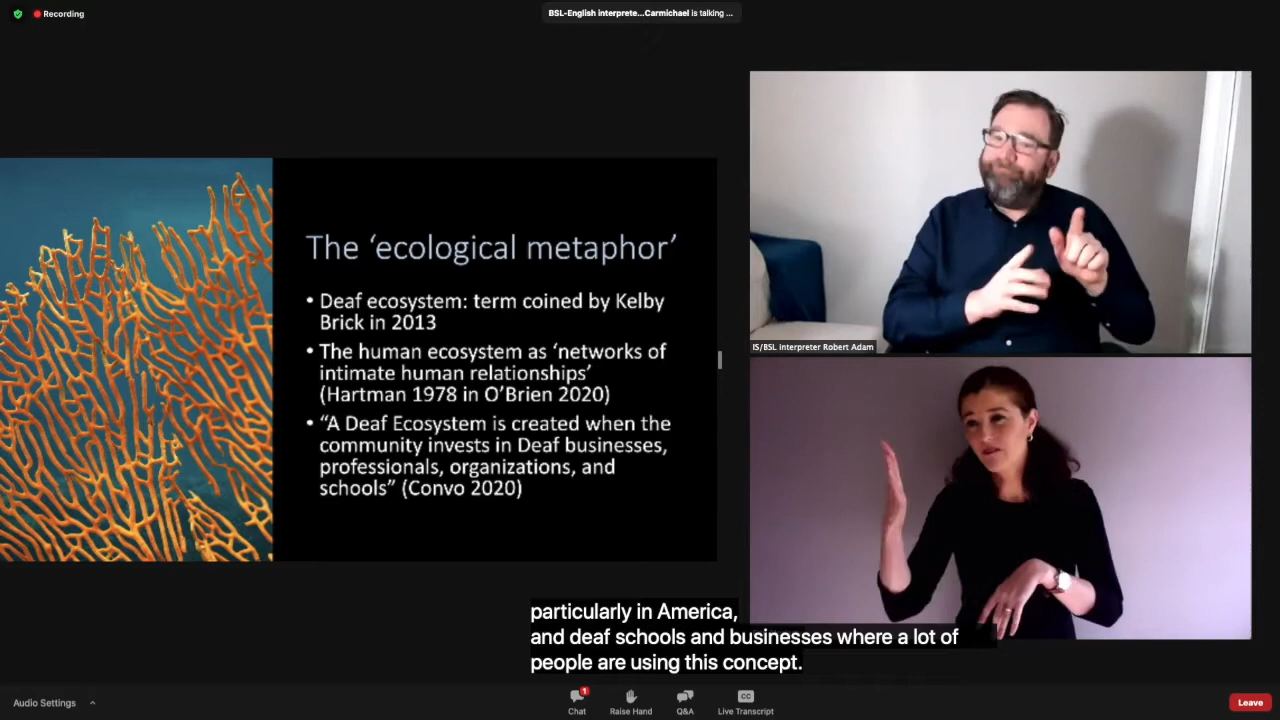 Recording
BSL-English interprete...Carmichael is talking ...
The ‘ecological metaphor’
• Deaf ecosystem: term coined by Kelby
Brick in 2013
• The human ecosystem as ‘networks of
intimate human relationships’
(Hartman 1978 in O’Brien 2020)
• “A Deaf Ecosystem is created when the
community invests in Deaf businesses,
professionals, organizations, and
schools” (Convo 2020)
IS/BSL Interpreter Robert Adam
particularly in America,
and deaf schools and businesses where a lot of
people are using this concept.
Audio Settings
1
Chat
Raise Hand
Q&A
CC
Live Transcript
Leave